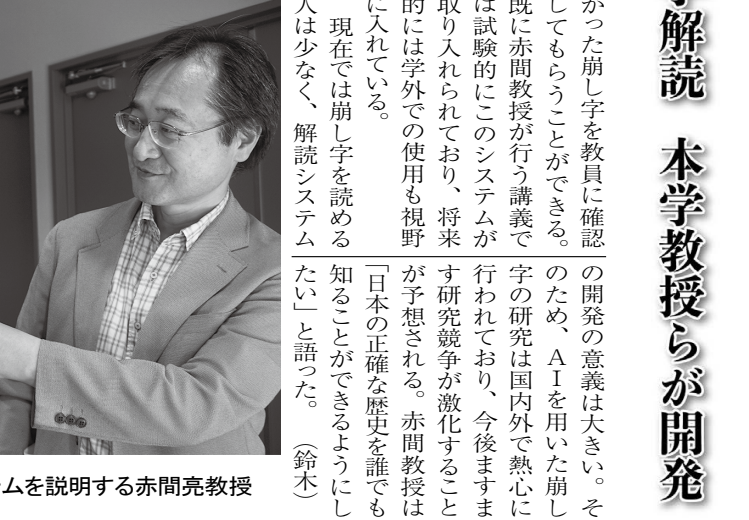 字解読　本学教授らが開発
かった崩し字を教員に確認
してもらうことができる。
既に赤間教授が行う講義で
は試験的にこのシステムが
取り入れられており、将来
的には学外での使用も視野
に入れている。
　現在では崩し字を読める
人は少なく、解読システム
の開発の意義は大きい。そ
のため、ＡＩを用いた崩し
字の研究は国内外で熱心に
行われており、今後ますま
す研究競争が激化すること
が予想される。赤間教授は
「日本の正確な歴史を誰でも
知ることができるようにし
たい」と語った。　（鈴木）
ムを説明する赤間亮教授